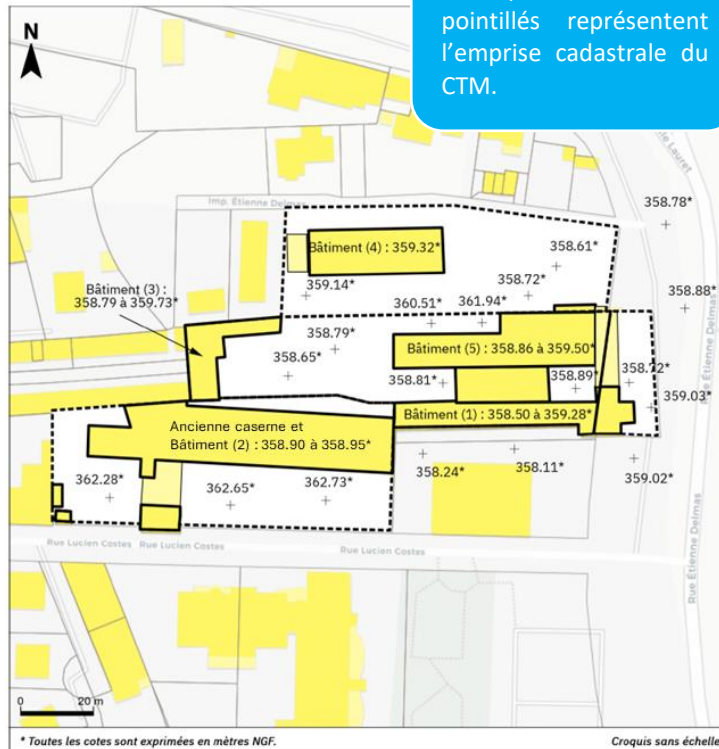 pointillés représentent
l'emprise cadastrale du
CTM.
N
Imp. Étienne Delmas
Lauret
358.78*
Bâtiment (4) : 359.32*
358.61*
Bâtiment (3) :
358.79 à 359.73*
359.14*
358.72*
358.88*
360.51*
361.94*
358.79*
358.65*
Bâtiment (5) : 358.86 à 359.50*
358.81*
358.89*
358.72*
359.03*
Rue Étienne Delmas
Ancienne caserne et
Bâtiment (2) : 358.90 à 358.95*
Bâtiment (1) : 358.50 à 359.28*
358.24*
358.11*
359.02*
362.28*
362.65*
362.73*
Rue Lucien Costes
Rue Lucien Costes
Rue Lucien Costes
Rue Étienne Delmas
0 20 m
* Toutes les cotes sont exprimées en mètres NGF.
Croquis sans échelle